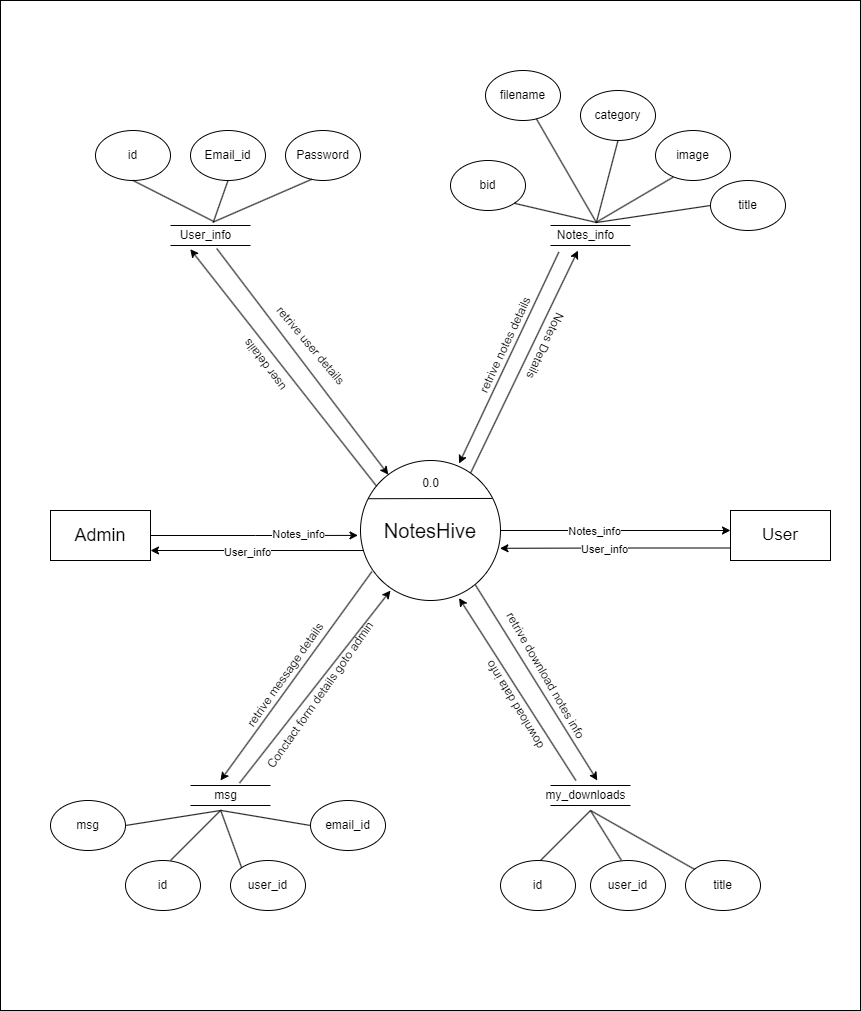 filename
category
id
Email_id
Password
image
bid
title
User_info
Notes_info
retrive user details
user details
retrive notes details
Notes Details
0.0
NotesHive
Admin
Notes_info
User_info
Notes_info
User_info
User
retrive message details
Conctact form details goto admin
retrive download notes info
download data info
msg
my_downloads
msg
email_id
id
user_id
id
user_id
title